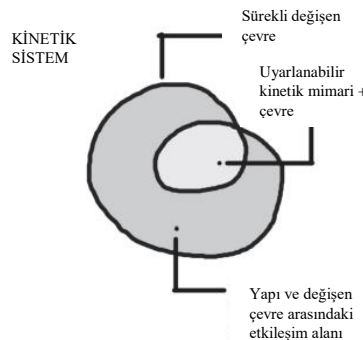 KİNETİK
SİSTEM
Sürekli değişen
çevre
Uyarlanabilir
kinetik mimari +
çevre
Yapı ve değişen
çevre arasındaki
etkileşim alanı